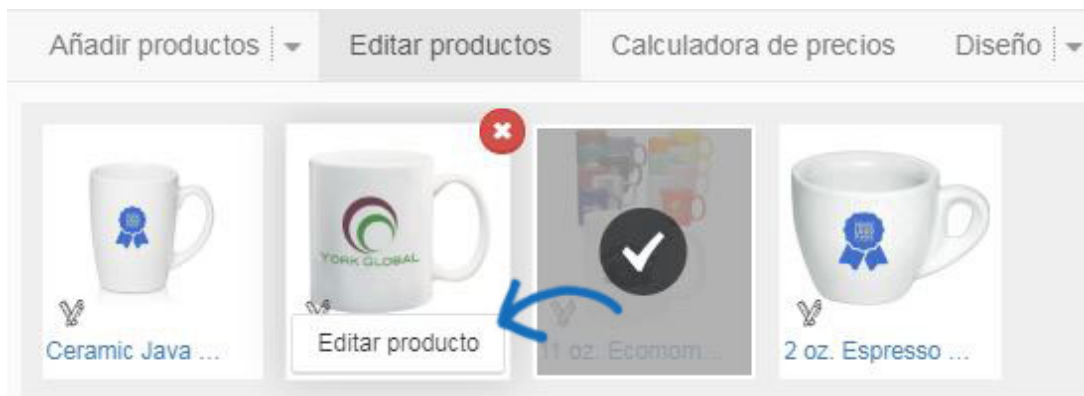 Añadir productos
Editar productos
Calculadora de precios
Diseño
YORK GLOBAL
Editar producto
Ceramic Java ...
11 oz. Ecomom...
2 oz. Espresso ...